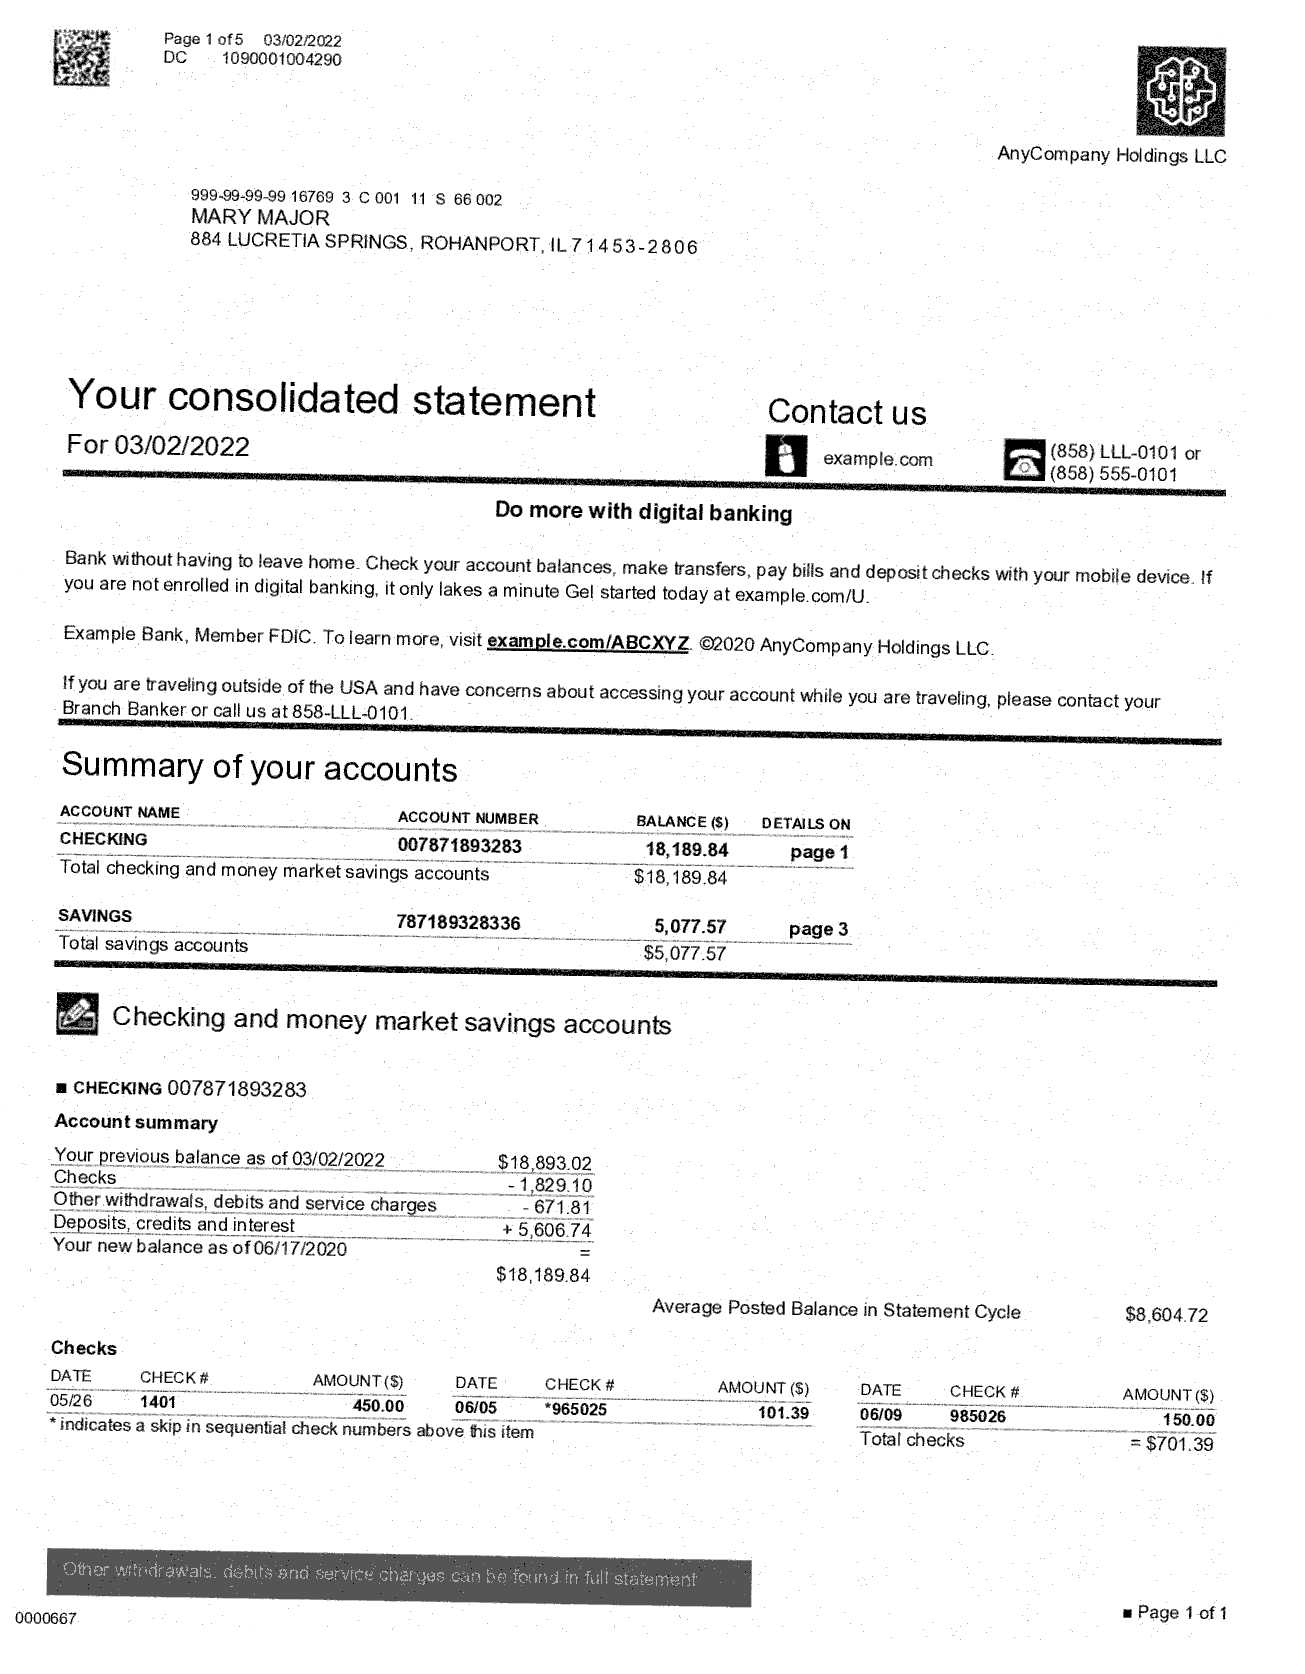 Page 1 of 5 03/02/2022
DC 1090001004290
AnyCompany Holdings LLC
999-99-99-99 16769 3 C 001 11 S 66 002
MARY MAJOR
884 LUCRETIA SPRINGS, ROHANPORT, IL 71453-2806
Your consolidated statement
For 03/02/2022
Contact us
example.com
(858) LLL-0101 or
(858) 555-0101
Do more with digital banking
Bank without having to leave home. Check your account balances, make transfers, pay bills and deposit checks with your mobile device. If
you are not enrolled in digital banking, it only lakes a minute Gel started today at example.com/U.
Example Bank, Member FDIC. To learn more, visit example.com/ABCXYZ. ©2020 AnyCompany Holdings LLC.
If you are traveling outside of the USA and have concerns about accessing your account while you are traveling, please contact your
Branch Banker or call us at 858-LLL-0101.
Summary of your accounts
ACCOUNT NAME ACCOUNT NUMBER BALANCE ($) DETAILS ON
CHECKING 007871893283 18,189.84 page 1
Total checking and money market savings accounts $18,189.84
SAVINGS 787189328336 5,077.57 page 3
Total savings accounts $5,077.57
Checking and money market savings accounts
■ CHECKING 007871893283
Account summary
Your previous balance as of 03/02/2022 $18,893.02
Checks - 1,829.10
Other withdrawals, debits and service charges - 671.81
Deposits, credits and interest + 5,606.74
Your new balance as of 06/17/2020 =
$18,189.84
Average Posted Balance in Statement Cycle $8,604.72
Checks
DATE CHECK # AMOUNT ($) DATE CHECK # AMOUNT ($) DATE CHECK # AMOUNT ($)
05/26 1401 450.00 06/05 *965025 101.39 06/09 985026 150.00
* indicates a skip in sequential check numbers above this item
Total checks = $701.39
Other withdrawals, debits and service charges can be found in full statement
0000667
■ Page 1 of 1